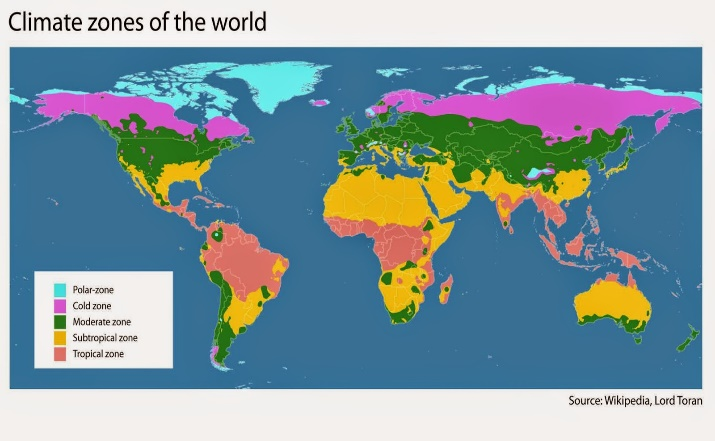 Climate zones of the world
Polar-zone
Cold zone
Moderate zone
Subtropical zone
Tropical zone
Source: Wikipedia, Lord Toran